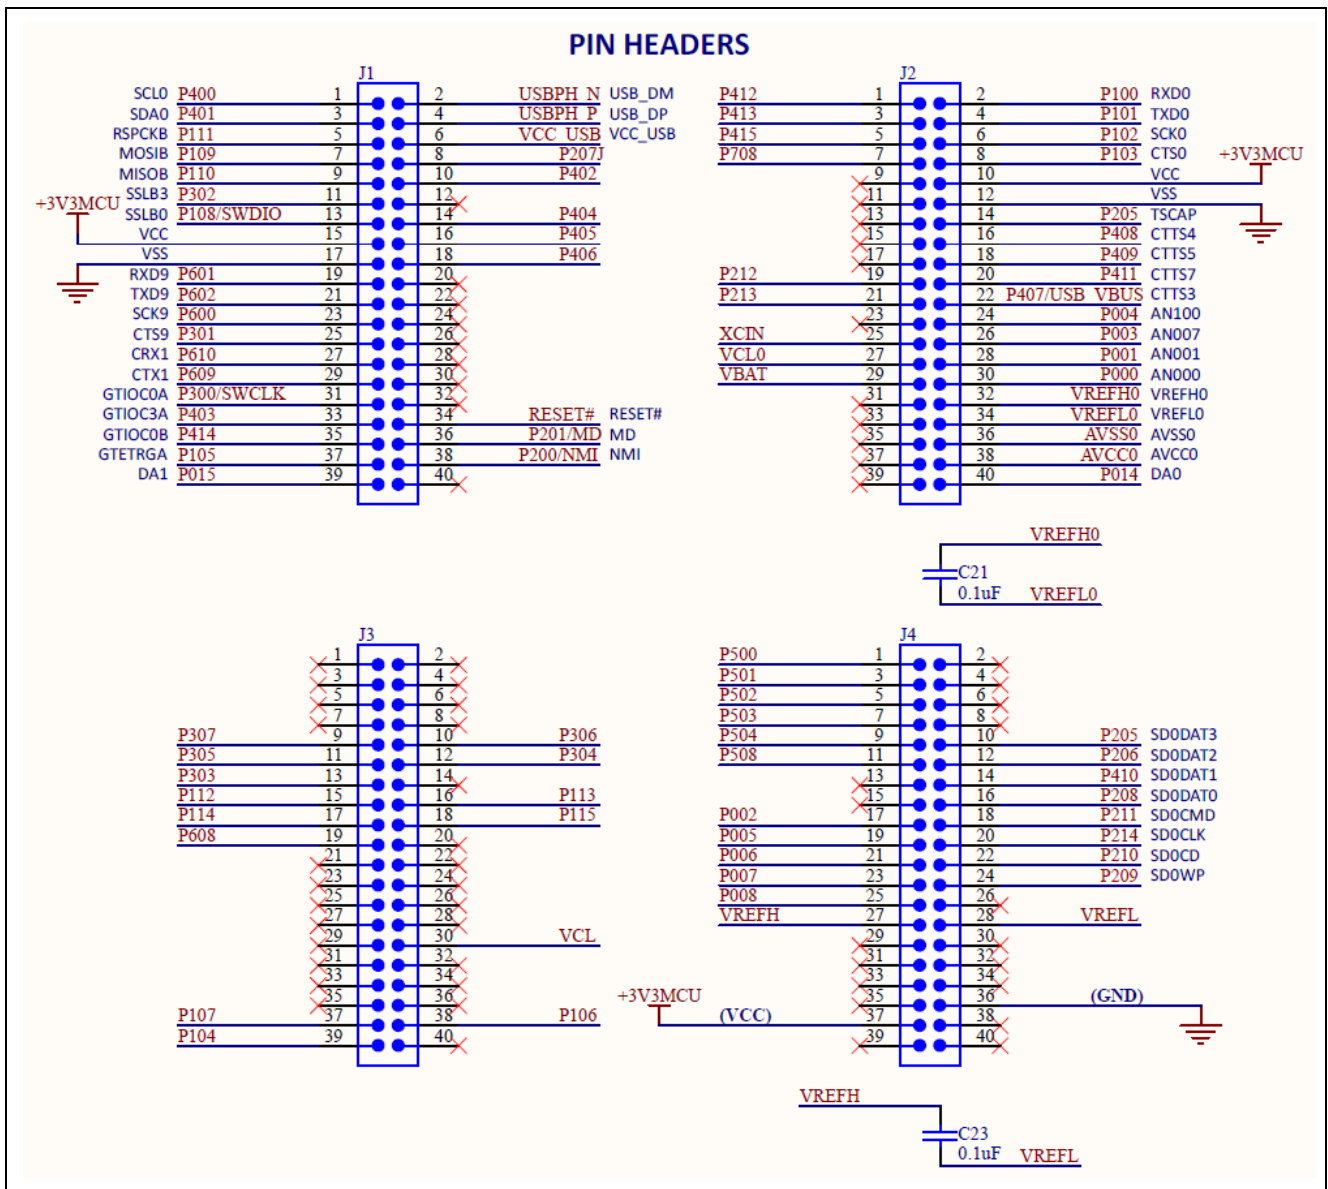 PIN HEADERS
J1
SCL0 P400 1 2 USBPH_N USB_DM
SDA0 P401 3 4 USBPH_P USB_DP
RSPCKB P111 5 6 VCC_USB VCC_USB
MOSIB P109 7 8 P207J
MISOB P110 9 10 P402
SSLB3 P302 11 12
+3V3MCU SSLB0 P108/SWDIO 13 14 P404
VCC 15 16 P405
VSS 17 18 P406
RXD9 P601 19 20
TXD9 P602 21 22
SCK9 P600 23 24
CTS9 P301 25 26
CRX1 P610 27 28
CTX1 P609 29 30
GTIOC0A P300/SWCLK 31 32
GTIOC3A P403 33 34 RESET# RESET#
GTIOC0B P414 35 36 P201/MD MD
GTETRGA P105 37 38 P200/NMI NMI
DA1 P015 39 40
J2
P412 1 2 P100 RXD0
P413 3 4 P101 TXD0
P415 5 6 P102 SCK0
P708 7 8 P103 CTS0 +3V3MCU
9 10 VCC
11 12 VSS
13 14 P205 TSCAP
15 16 P408 CTTS4
17 18 P409 CTTS5
P212 19 20 P411 CTTS7
P213 21 22 P407/USB_VBUS CTTS3
23 24 P004 AN100
XCIN 25 26 P003 AN007
VCL0 27 28 P001 AN001
VBAT 29 30 P000 AN000
31 32 VREFH0 VREFH0
33 34 VREFL0 VREFL0
35 36 AVSS0 AVSS0
37 38 AVCC0 AVCC0
39 40 P014 DA0
VREFH0
C21
0.1uF VREFL0
J3
1 2
3 4
5 6
7 8
P307 9 10 P306
P305 11 12 P304
P303 13 14
P112 15 16 P113
P114 17 18 P115
P608 19 20
21 22
23 24
25 26
27 28
29 30 VCL
31 32
33 34
35 36
P107 37 38 P106
P104 39 40
J4
P500 1 2
P501 3 4
P502 5 6
P503 7 8
P504 9 10 P205 SD0DAT3
P508 11 12 P206 SD0DAT2
13 14 P410 SD0DAT1
15 16 P208 SD0DAT0
P002 17 18 P211 SD0CMD
P005 19 20 P214 SD0CLK
P006 21 22 P210 SD0CD
P007 23 24 P209 SD0WP
P008 25 26
VREFH 27 28 VREFL
29 30
31 32
33 34
+3V3MCU 35 36 (GND)
(VCC) 37 38
39 40
VREFH
C23
0.1uF VREFL